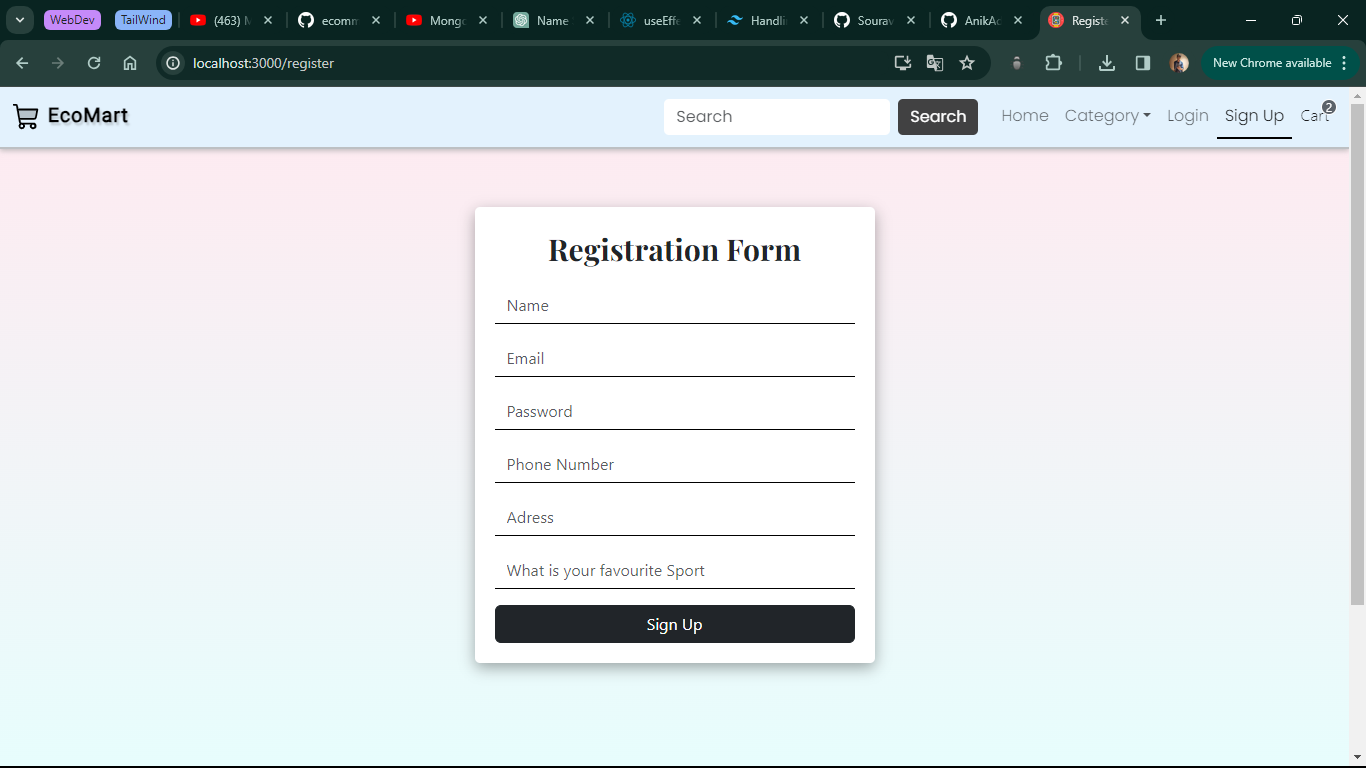 WebDev TailWind (463) M ecomm Mongo Name useEffe Handli Sourav AnikAc Registe
localhost:3000/register New Chrome available
EcoMart Search Search Home Category Login Sign Up Cart 2
Registration Form
Name
Email
Password
Phone Number
Adress
What is your favourite Sport
Sign Up